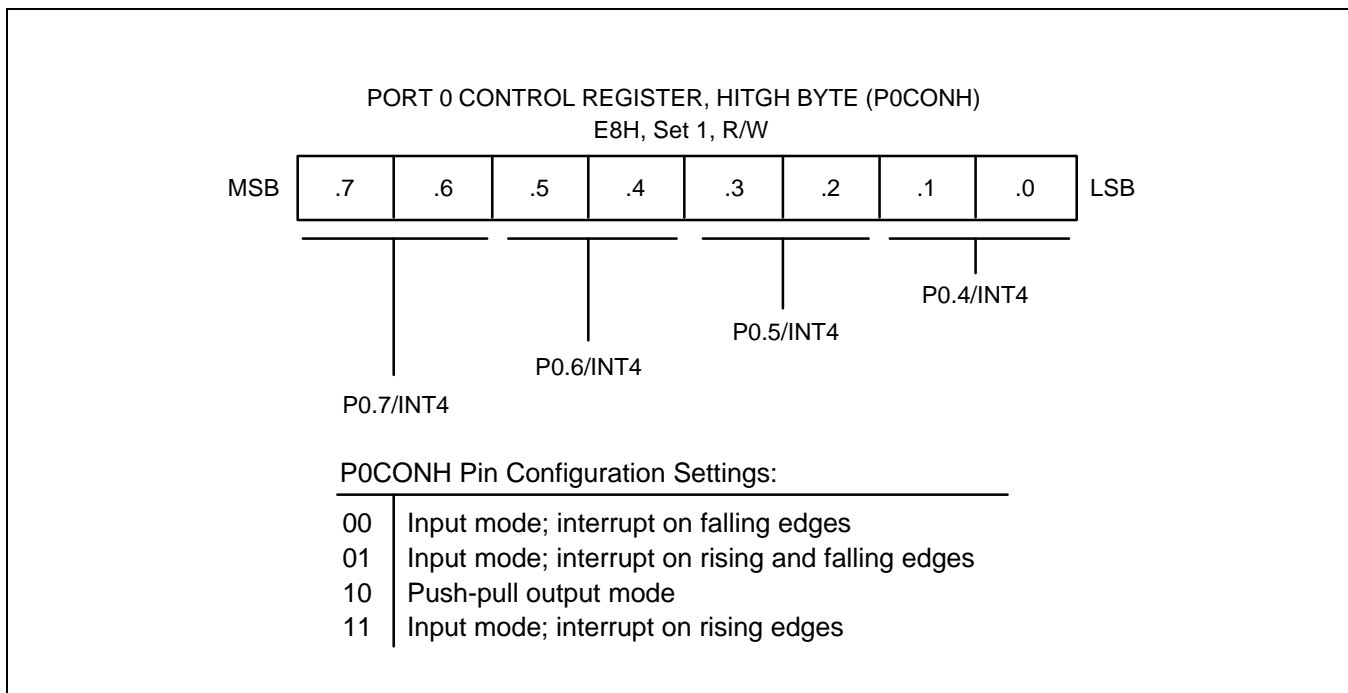 PORT 0 CONTROL REGISTER, HITGH BYTE (P0CONH)
E8H, Set 1, R/W
MSB .7 .6 .5 .4 .3 .2 .1 .0 LSB
P0.4/INT4
P0.5/INT4
P0.6/INT4
P0.7/INT4
P0CONH Pin Configuration Settings:
00 Input mode; interrupt on falling edges
01 Input mode; interrupt on rising and falling edges
10 Push-pull output mode
11 Input mode; interrupt on rising edges